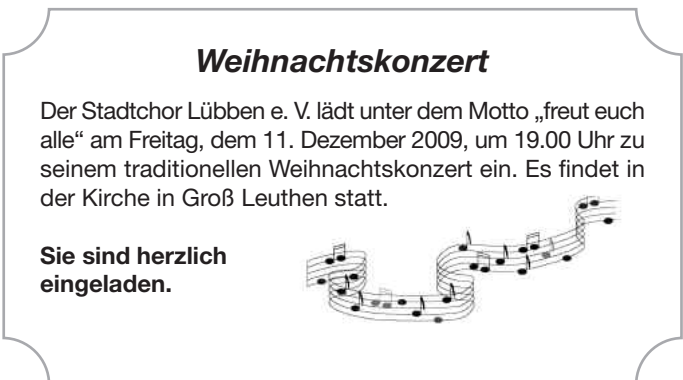 Weihnachtskonzert
Der Stadtchor Lübben e. V. lädt unter dem Motto „freut euch
alle“ am Freitag, dem 11. Dezember 2009, um 19.00 Uhr zu
seinem traditionellen Weihnachtskonzert ein. Es findet in
der Kirche in Groß Leuthen statt.
Sie sind herzlich
eingeladen.